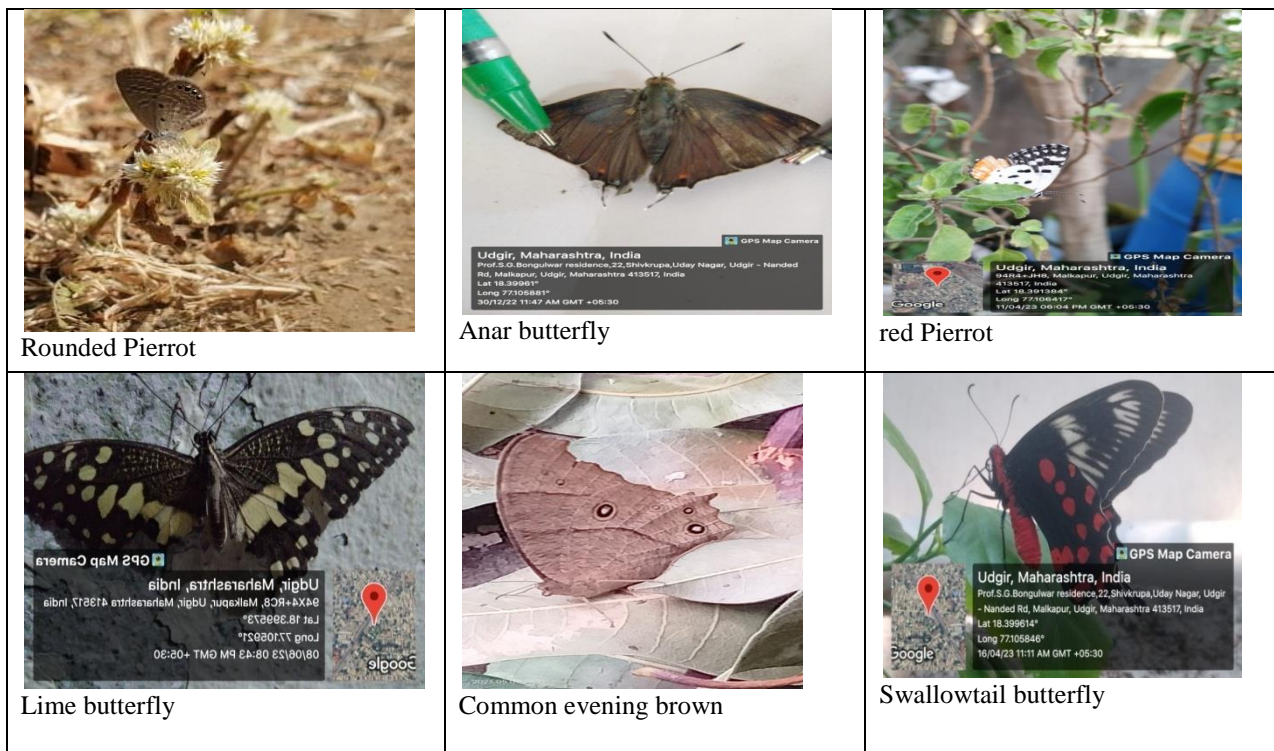 Rounded Pierrot
GPS Map Camera
Udgir, Maharashtra, India
Prof.S.G.Bongulwar residence,22,Shivkrupa,Uday Nagar, Udgir - Nanded
Rd, Malkapur, Udgir, Maharashtra 413517, India
Lat 18.39961°
Long 77.105881°
30/12/22 11:47 AM GMT +05:30
Anar butterfly
GPS Map Camera
Udgir, Maharashtra, India
94R4+JH8, Malkapur, Udgir, Maharashtra
413517, India
Lat 18.391384°
Long 77.106417°
11/04/23 06:04 PM GMT +05:30
Google
red Pierrot
GPS Map Camera
Udgir, Maharashtra, India
94X4+RC8, Malkapur, Udgir, Maharashtra 413517, India
Lat 18.399573°
Long 77.105921°
08/06/23 08:43 PM GMT +05:30
Google
Lime butterfly
Common evening brown
GPS Map Camera
Udgir, Maharashtra, India
Prof.S.G.Bongulwar residence,22,Shivkrupa,Uday Nagar, Udgir
- Nanded Rd, Malkapur, Udgir, Maharashtra 413517, India
Lat 18.399614°
Long 77.105846°
16/04/23 11:11 AM GMT +05:30
Google
Swallowtail butterfly